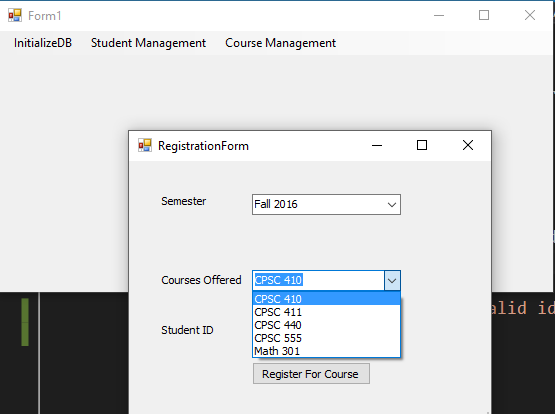 Form1
InitializeDB Student Management Course Management
RegistrationForm
Semester Fall 2016
Courses Offered CPSC 410
CPSC 410
CPSC 411
CPSC 440
CPSC 555
Math 301
alid id
Student ID
Register For Course